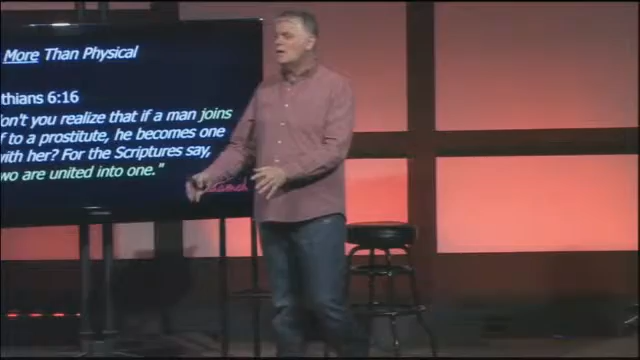 More Than Physical
thians 6:16
on't you realize that if a man joins
f to a prostitute, he becomes one
with her? For the Scriptures say,
wo are united into one."